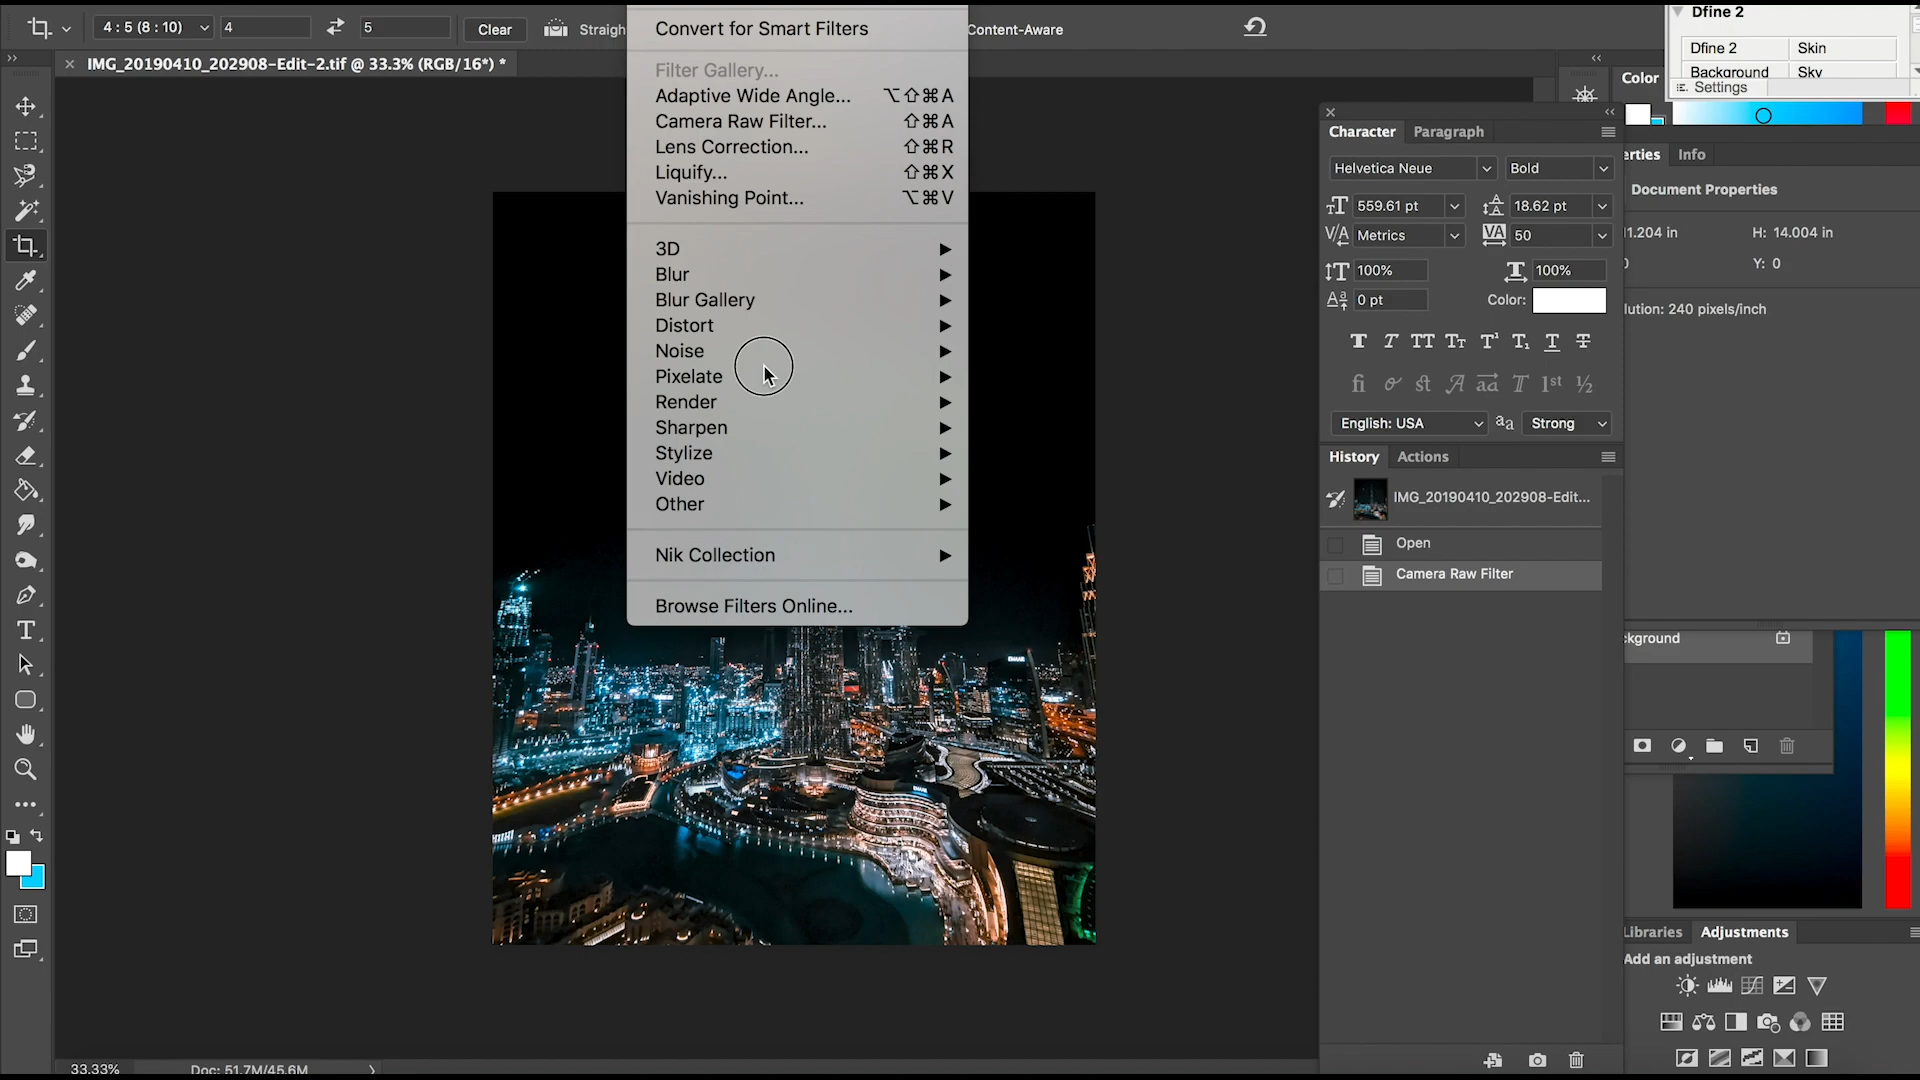 4 : 5 (8 : 10) 4 5 Clear Straigh Content-Aware
IMG_20190410_202908-Edit-2.tif @ 33.3% (RGB/16*) *
Convert for Smart Filters
Filter Gallery...
Adaptive Wide Angle... ⌥⇧⌘A
Camera Raw Filter... ⇧⌘A
Lens Correction... ⇧⌘R
Liquify... ⇧⌘X
Vanishing Point... ⌥⌘V
3D
Blur
Blur Gallery
Distort
Noise
Pixelate
Render
Sharpen
Stylize
Video
Other
Nik Collection
Browse Filters Online...
Dfine 2
Dfine 2 Skin
Background Sky
Settings
Color
Character Paragraph
Helvetica Neue Bold
559.61 pt 18.62 pt
Metrics 50
100% 100%
0 pt Color:
English: USA Strong
History Actions
IMG_20190410_202908-Edit...
Open
Camera Raw Filter
erties Info
Document Properties
11.204 in H: 14.004 in
Y: 0
lution: 240 pixels/inch
ckground
Libraries Adjustments
Add an adjustment
33.33% Doc: 51.7M/45.6M